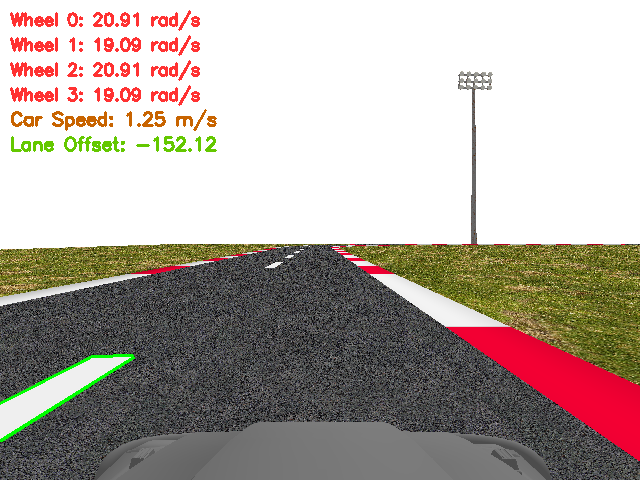 Wheel 0: 20.91 rad/s
Wheel 1: 19.09 rad/s
Wheel 2: 20.91 rad/s
Wheel 3: 19.09 rad/s
Car Speed: 1.25 m/s
Lane Offset: -152.12